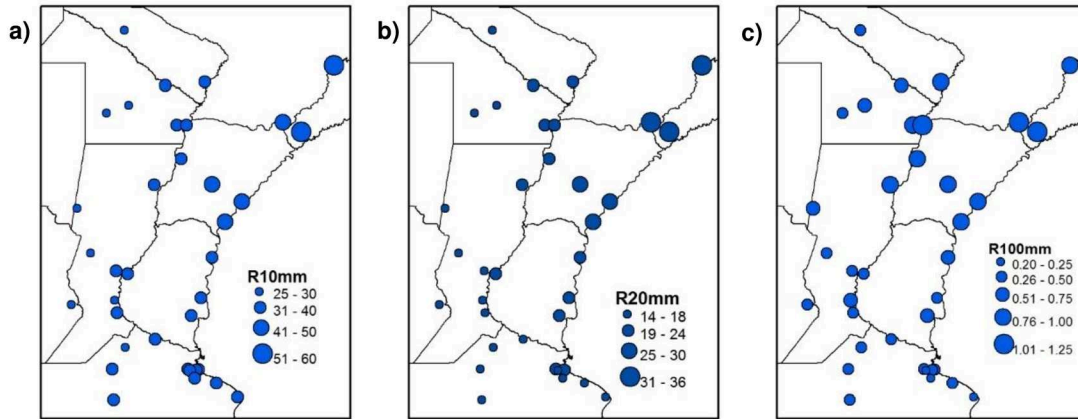 a)
R10mm
25 - 30
31 - 40
41 - 50
51 - 60
b)
R20mm
14 - 18
19 - 24
25 - 30
31 - 36
c)
R100mm
0.20 - 0.25
0.26 - 0.50
0.51 - 0.75
0.76 - 1.00
1.01 - 1.25